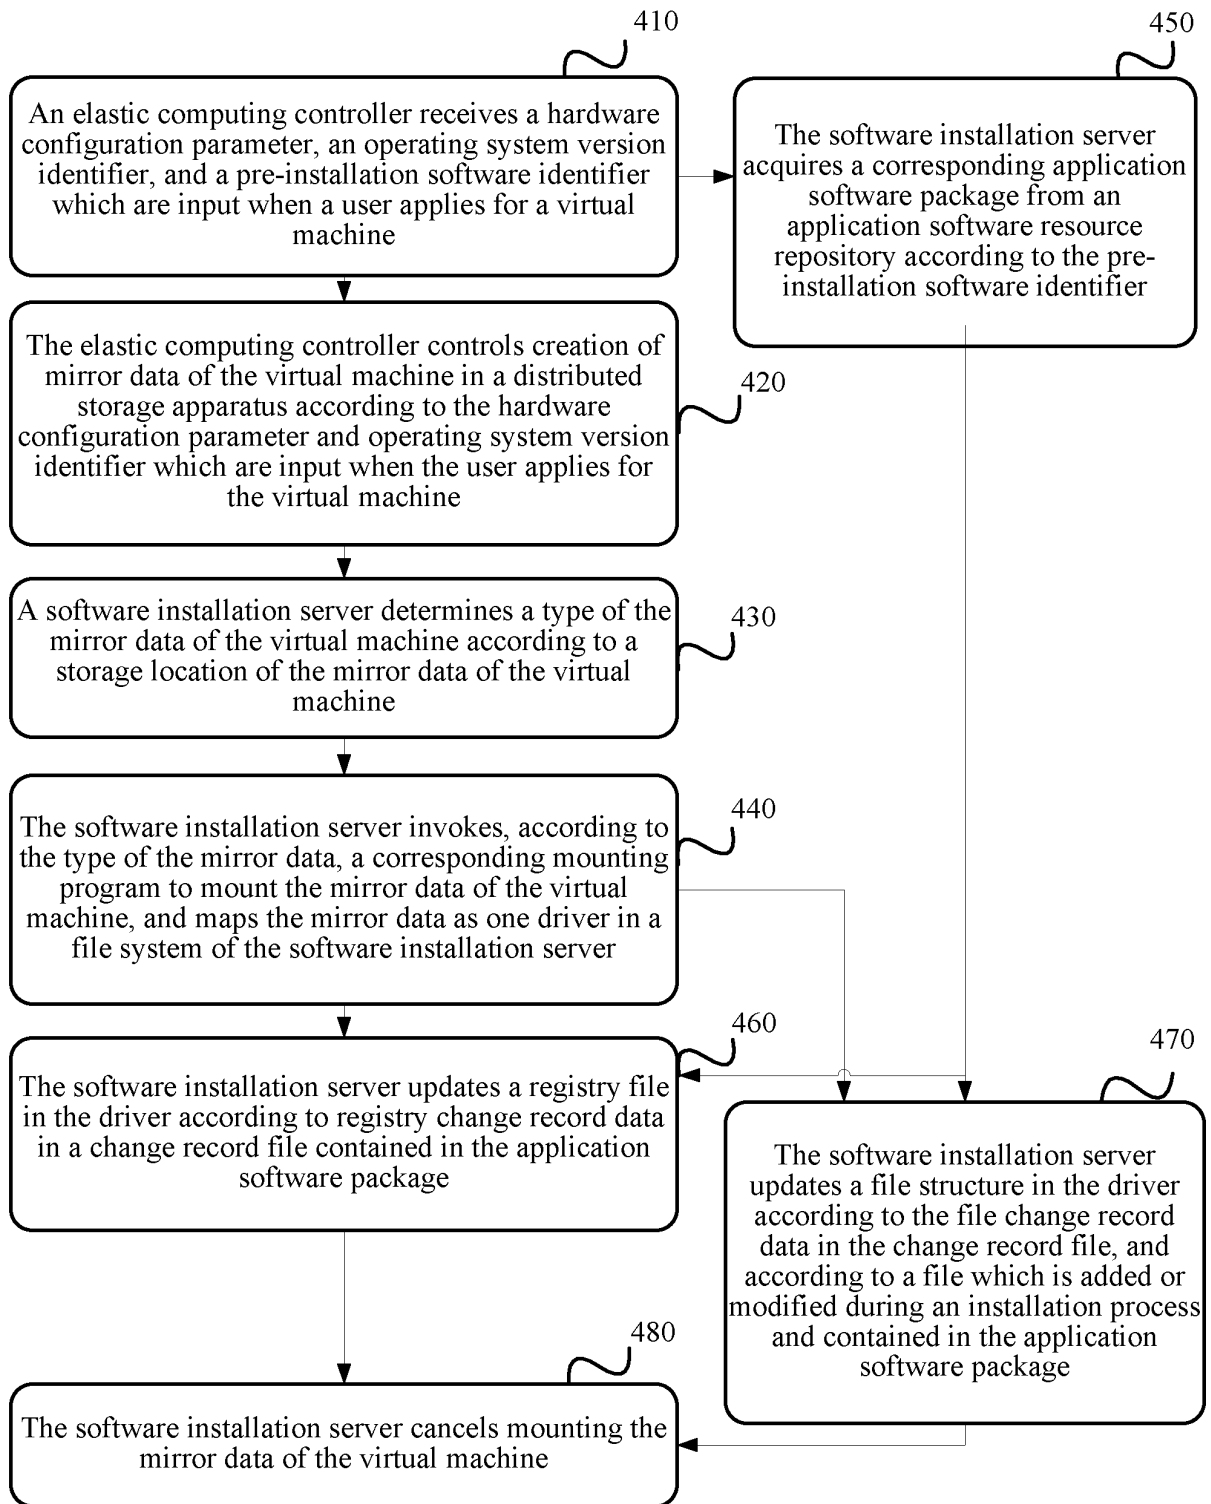 410
An elastic computing controller receives a hardware
configuration parameter, an operating system version
identifier, and a pre-installation software identifier
which are input when a user applies for a virtual
machine
450
The software installation server
acquires a corresponding application
software package from an
application software resource
repository according to the pre-
installation software identifier
420
The elastic computing controller controls creation of
mirror data of the virtual machine in a distributed
storage apparatus according to the hardware
configuration parameter and operating system version
identifier which are input when the user applies for
the virtual machine
430
A software installation server determines a type of the
mirror data of the virtual machine according to a
storage location of the mirror data of the virtual
machine
440
The software installation server invokes, according to
the type of the mirror data, a corresponding mounting
program to mount the mirror data of the virtual
machine, and maps the mirror data as one driver in a
file system of the software installation server
460
The software installation server updates a registry file
in the driver according to registry change record data
in a change record file contained in the application
software package
470
The software installation server
updates a file structure in the driver
according to the file change record
data in the change record file, and
according to a file which is added or
modified during an installation process
and contained in the application
software package
480
The software installation server cancels mounting the
mirror data of the virtual machine